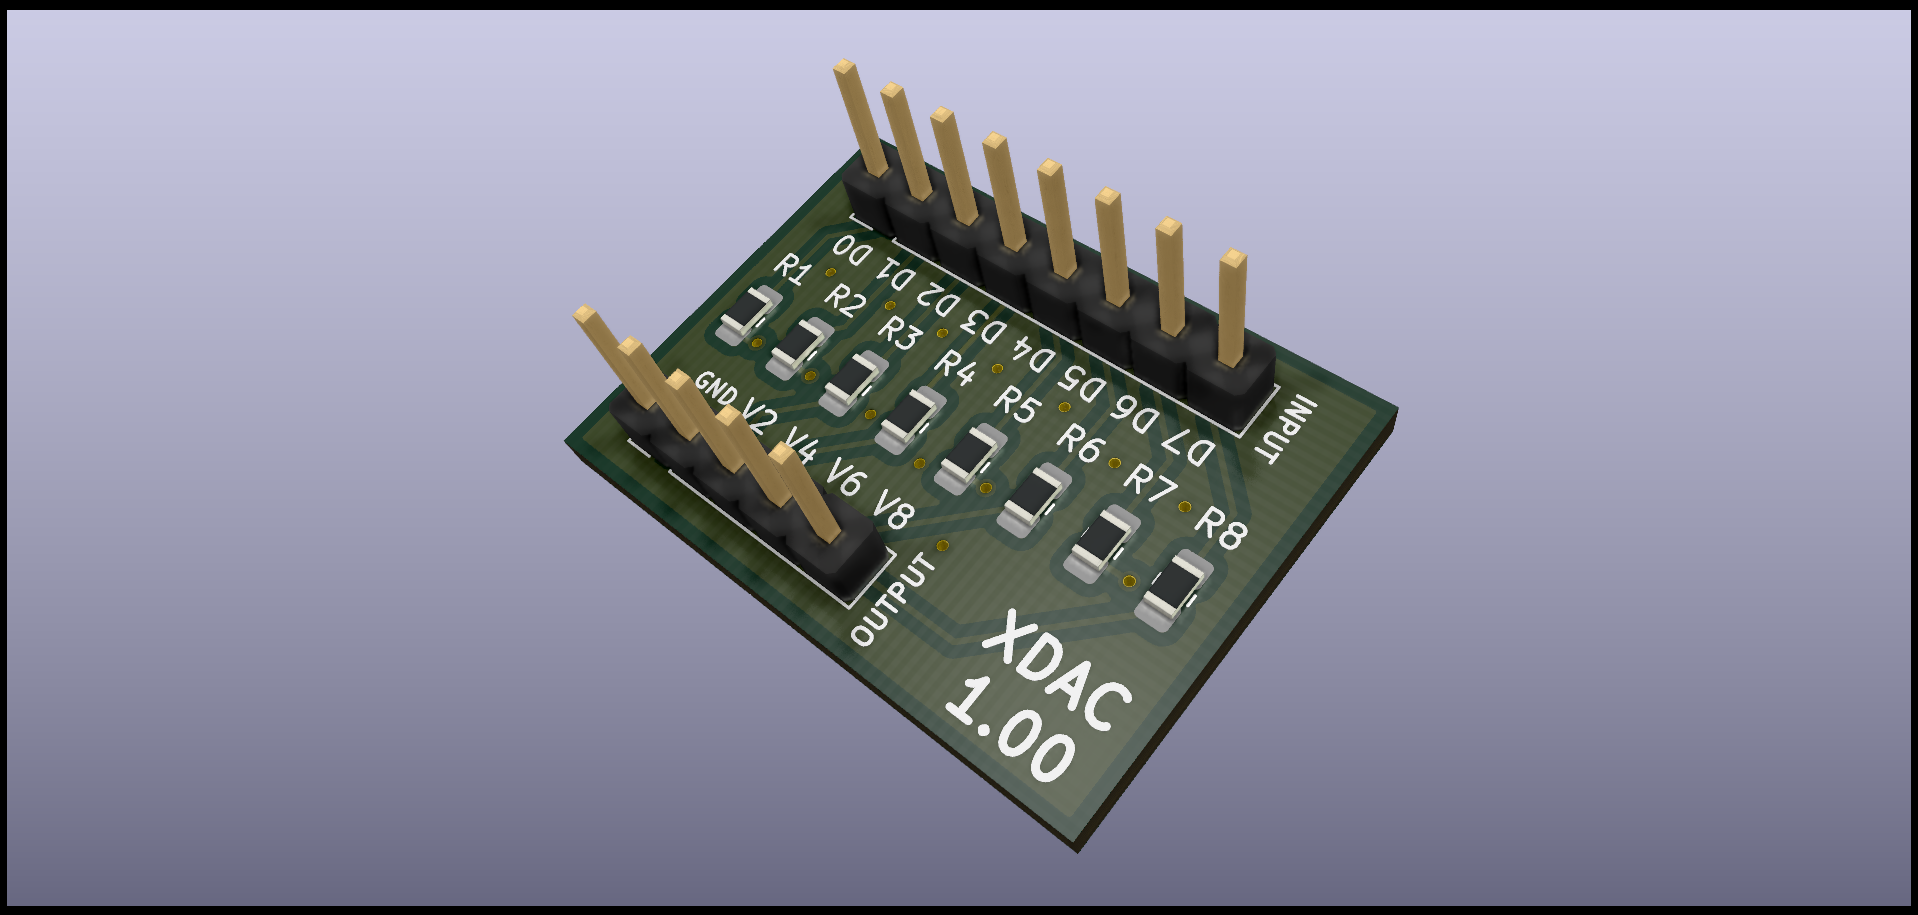 D0 D1 D2 D3 D4 D5 D6 D7
INPUT
R1 R2 R3 R4 R5 R6 R7 R8
GND V2 V4 V6 V8
OUTPUT
XDAC
1.00